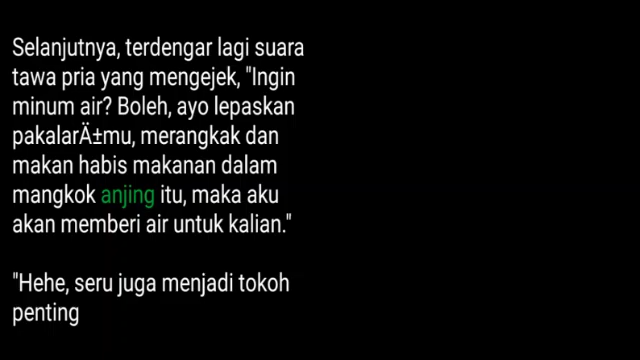 Selanjutnya, terdengar lagi suara
tawa pria yang mengejek, "Ingin
minum air? Boleh, ayo lepaskan
pakalarÄ±mu, merangkak dan
makan habis makanan dalam
mangkok anjing itu, maka aku
akan memberi air untuk kalian."
"Hehe, seru juga menjadi tokoh
penting